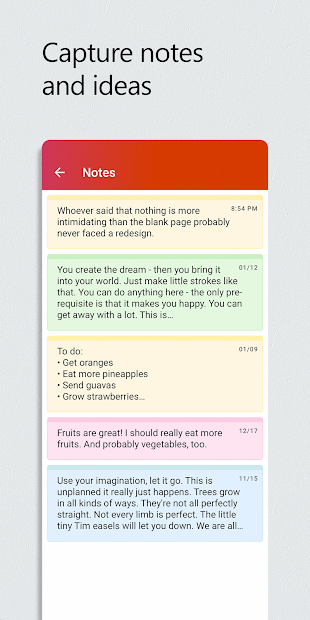 Capture notes
and ideas
Notes
8:54 PM
Whoever said that nothing is more
intimidating than the blank page probably
never faced a redesign.
01/12
You create the dream - then you bring it
into your world. Just make little strokes like
that. You can do anything here - the only pre-
requisite is that it makes you happy. You can
get away with a lot. This is...
01/09
To do:
• Get oranges
• Eat more pineapples
• Send guavas
• Grow strawberries...
12/17
Fruits are great! I should really eat more
fruits. And probably vegetables, too.
11/15
Use your imagination, let it go. This is
unplanned it really just happens. Trees grow
in all kinds of ways. They're not all perfectly
straight. Not every limb is perfect. The little
tiny Tim easels will let you down. We are all...